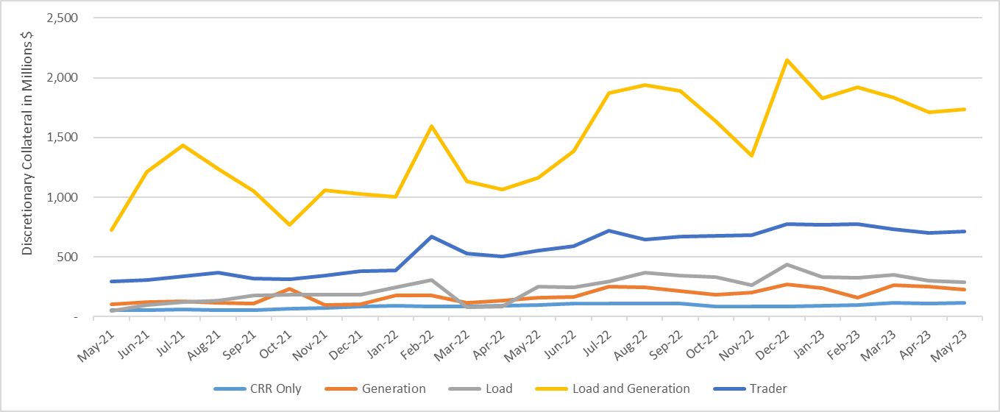 Discretionary Collateral in Millions $
2,500
2,000
1,500
1,000
500
-
May-21
Jun-21
Jul-21
Aug-21
Sep-21
Oct-21
Nov-21
Dec-21
Jan-22
Feb-22
Mar-22
Apr-22
May-22
Jun-22
Jul-22
Aug-22
Sep-22
Oct-22
Nov-22
Dec-22
Jan-23
Feb-23
Mar-23
Apr-23
May-23
CRR Only
Generation
Load
Load and Generation
Trader